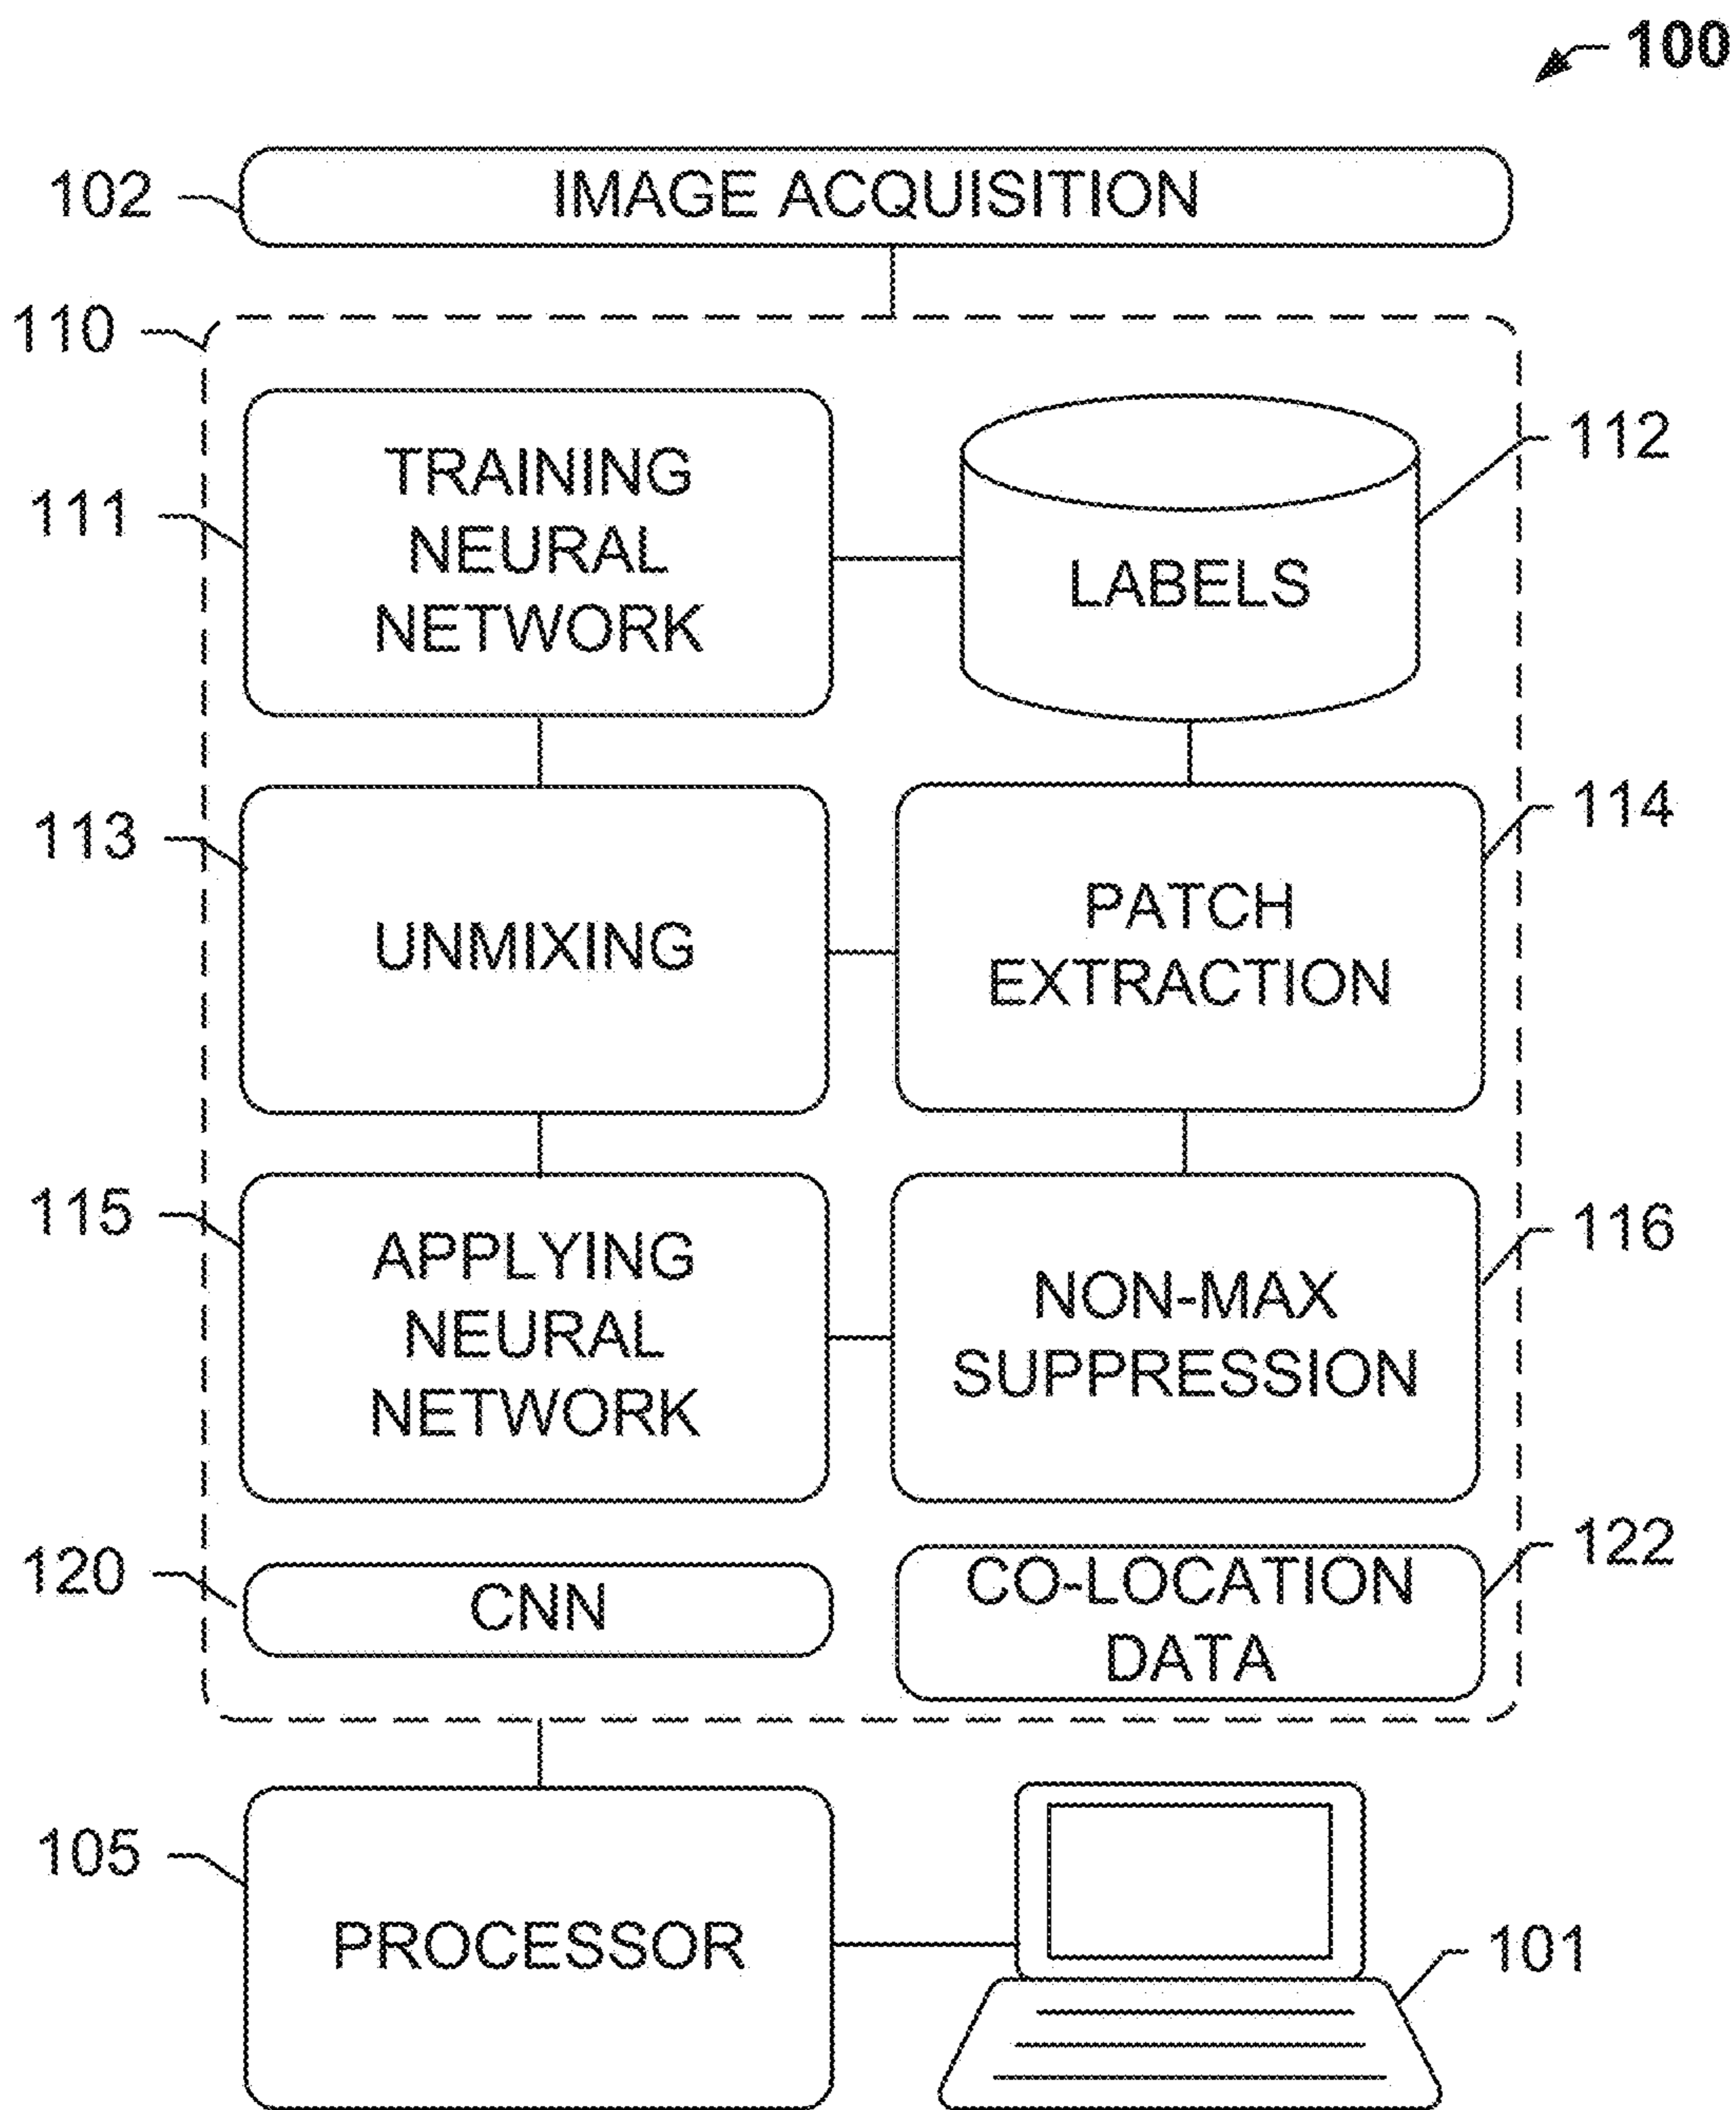 100
102
IMAGE ACQUISITION
110
111
TRAINING
NEURAL
NETWORK
LABELS
112
113
UNMIXING
PATCH
EXTRACTION
114
115
APPLYING
NEURAL
NETWORK
NON-MAX
SUPPRESSION
116
120
CNN
CO-LOCATION
DATA
122
105
PROCESSOR
101